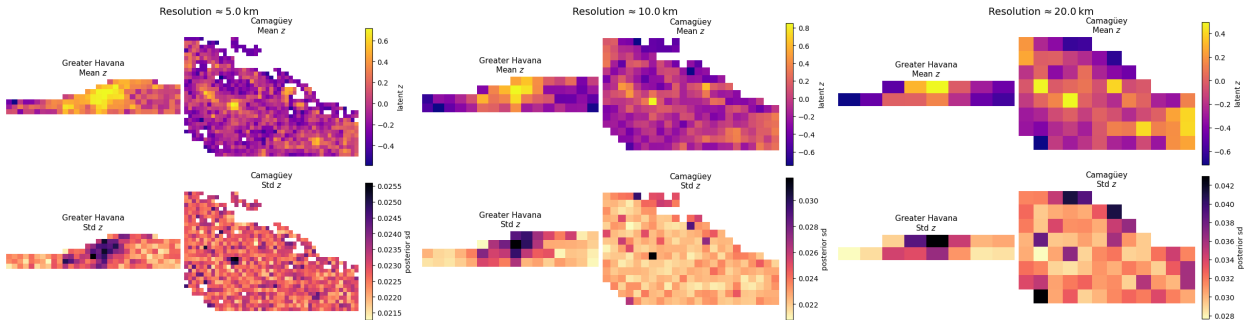 Resolution ≈ 5.0 km
Camagüey
Mean z
Greater Havana
Mean z
0.6
0.4
0.2
0.0
−0.2
−0.4
latent z
Camagüey
Std z
Greater Havana
Std z
0.0255
0.0250
0.0245
0.0240
0.0235
0.0230
0.0225
0.0220
0.0215
posterior sd
Resolution ≈ 10.0 km
Camagüey
Mean z
Greater Havana
Mean z
0.8
0.6
0.4
0.2
0.0
−0.2
−0.4
−0.6
latent z
Camagüey
Std z
Greater Havana
Std z
0.030
0.028
0.026
0.024
0.022
posterior sd
Resolution ≈ 20.0 km
Camagüey
Mean z
Greater Havana
Mean z
0.4
0.2
0.0
−0.2
−0.4
−0.6
latent z
Camagüey
Std z
Greater Havana
Std z
0.042
0.040
0.038
0.036
0.034
0.032
0.030
0.028
posterior sd